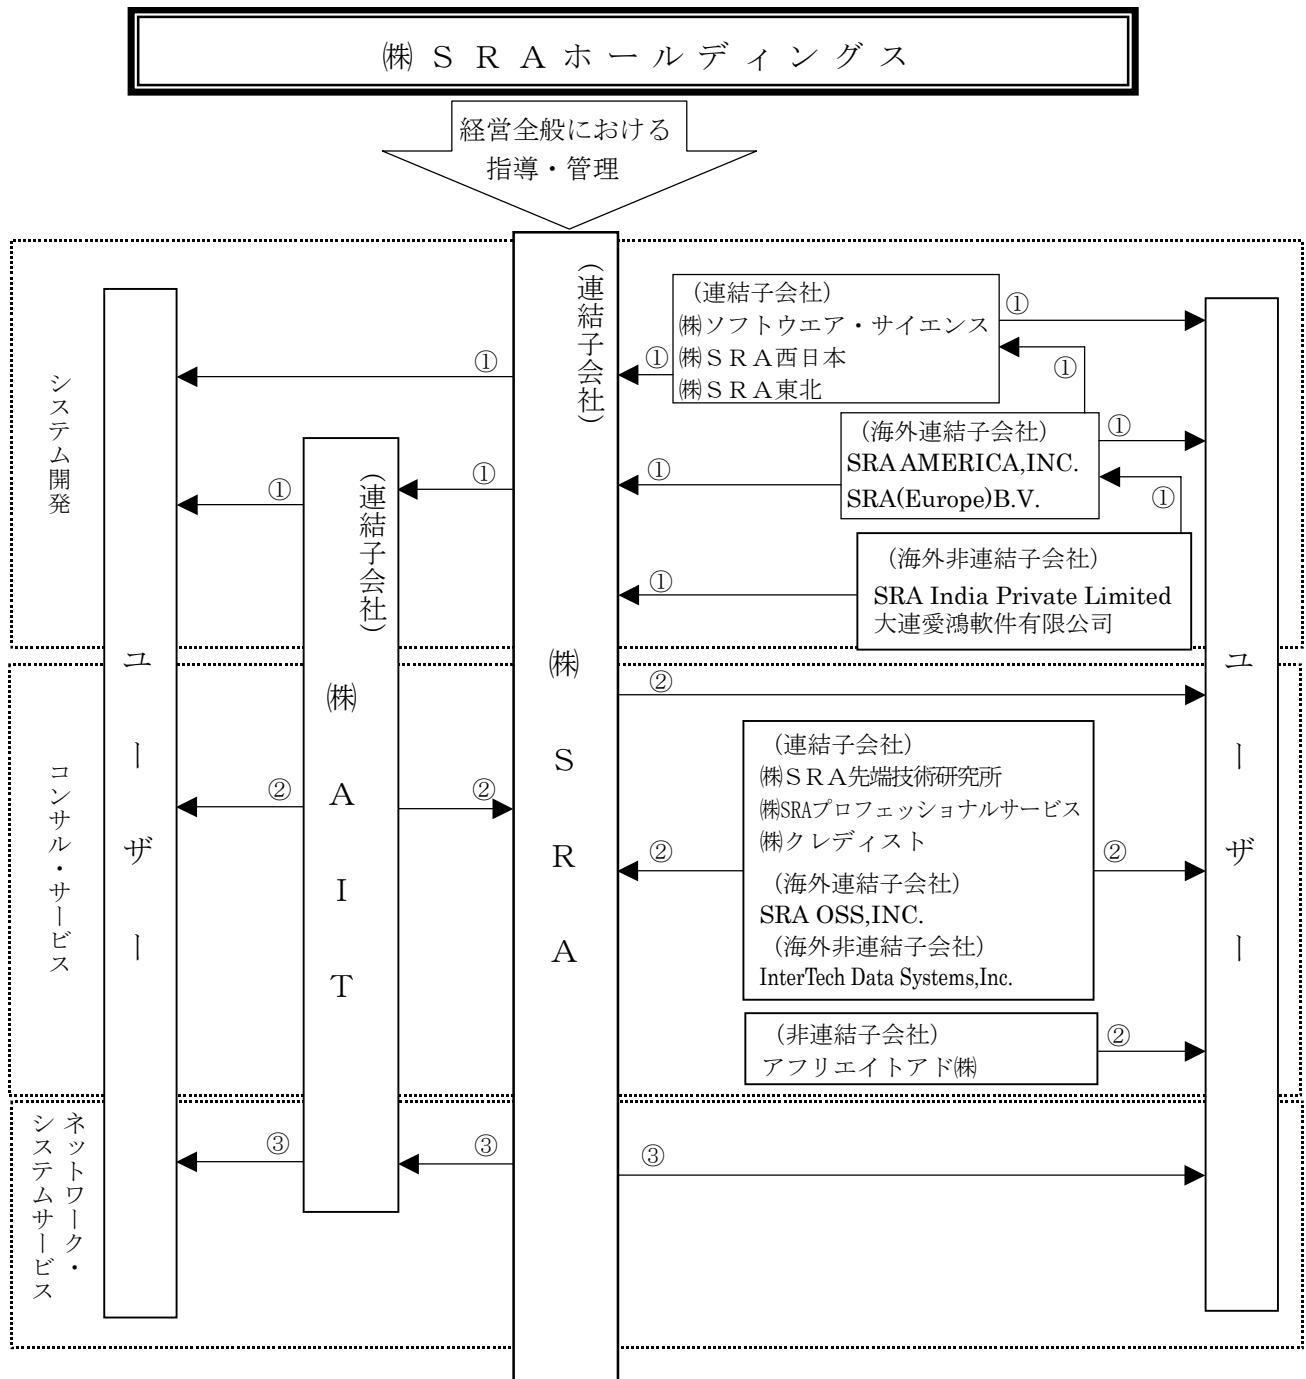 ㈱ＳＲＡホールディングス
経営全般における
指導・管理
システム開発
コンサル・サービス
ネットワーク・
システムサービス
ユーザー
①
①
②
③
（連結子会社）
㈱ＡＩＴ
①
②
③
（連結子会社）
㈱ＳＲＡ
①
（連結子会社）
㈱ソフトウエア・サイエンス
㈱ＳＲＡ西日本
㈱ＳＲＡ東北
①
①
①
（海外連結子会社）
SRA AMERICA,INC.
SRA(Europe)B.V.
①
①
①
（海外非連結子会社）
SRA India Private Limited
大連愛鴻軟件有限公司
②
②
（連結子会社）
㈱ＳＲＡ先端技術研究所
㈱SRAプロフェッショナルサービス
㈱クレディスト
（海外連結子会社）
SRA OSS,INC.
（海外非連結子会社）
InterTech Data Systems,Inc.
②
（非連結子会社）
アフリエイトアド㈱
②
③
ユーザー